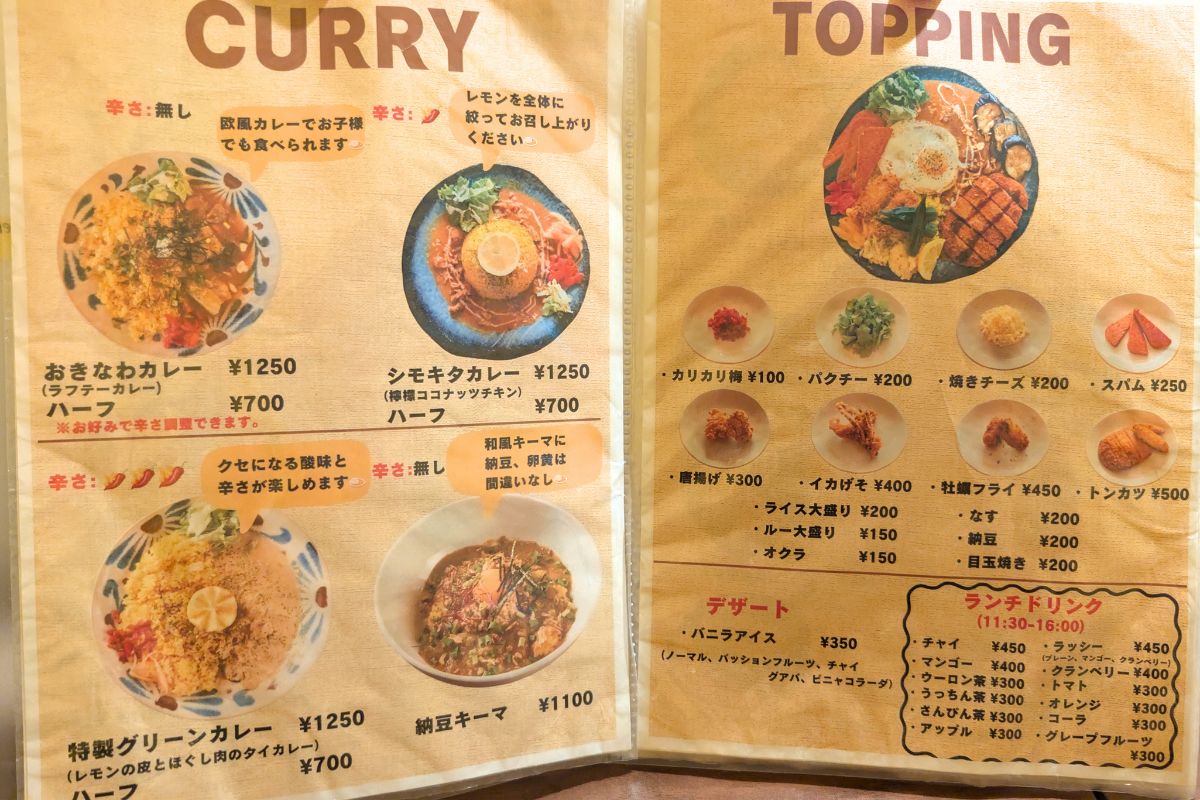 CURRY
辛さ:無し
欧風カレーでお子様
でも食べられます
辛さ:
レモンを全体に
絞ってお召し上がり
ください
おきなわカレー ¥1250
(ラフテーカレー)
ハーフ ¥700
※お好みで辛さ調整できます。
シモキタカレー ¥1250
(檸檬ココナッツチキン)
ハーフ ¥700
辛さ:
クセになる酸味と
辛さが楽しめます
辛さ:無し
和風キーマに
納豆、卵黄は
間違いなし
特製グリーンカレー ¥1250
(レモンの皮とほぐし肉のタイカレー)
ハーフ ¥700
納豆キーマ ¥1100
TOPPING
・カリカリ梅 ¥100 ・パクチー ¥200 ・焼きチーズ ¥200 ・スパム ¥250
・唐揚げ ¥300 ・イカげそ ¥400 ・牡蠣フライ ¥450 ・トンカツ ¥500
・ライス大盛り ¥200
・ルー大盛り ¥150
・オクラ ¥150
・なす ¥200
・納豆 ¥200
・目玉焼き ¥200
デザート
・バニラアイス ¥350
(ノーマル、パッションフルーツ、チャイ
グアバ、ピニャコラーダ)
ランチドリンク
(11:30-16:00)
・チャイ ¥450
・マンゴー ¥400
・ウーロン茶 ¥300
・うっちん茶 ¥300
・さんぴん茶 ¥300
・アップル ¥300
・ラッシー ¥450
(プレーン、マンゴー、クランベリー)
・クランベリー ¥400
・トマト ¥300
・オレンジ ¥300
・コーラ ¥300
・グレープフルーツ
¥300